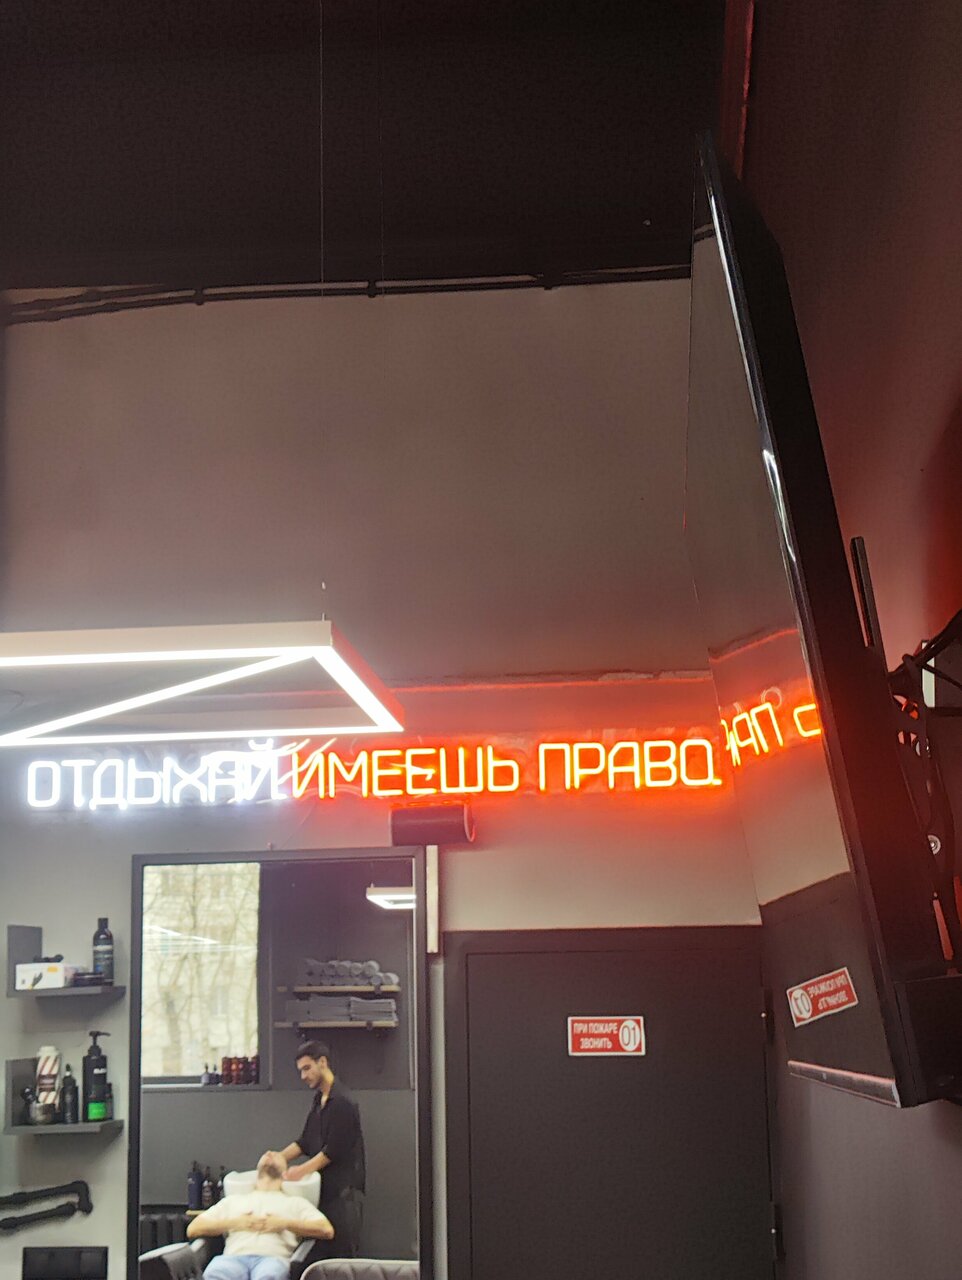 ОТДЫХАЙ ИМЕЕШЬ ПРАВО
ПРИ ПОЖАРЕ
ЗВОНИТЬ 01